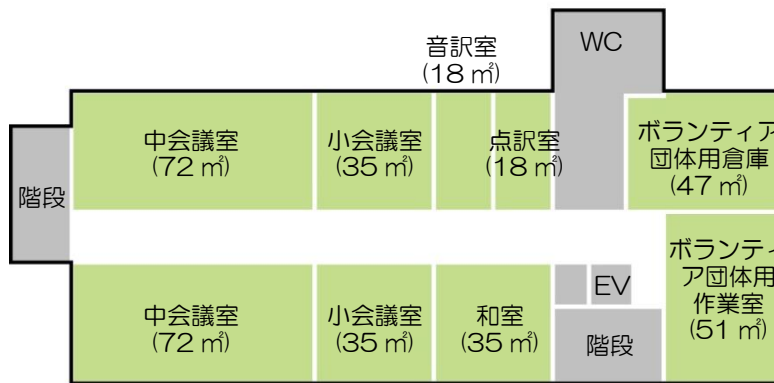 音訳室
(18 ㎡)
WC
中会議室
(72 ㎡)
小会議室
(35 ㎡)
点訳室
(18 ㎡)
ボランティア
団体用倉庫
(47 ㎡)
階段
中会議室
(72 ㎡)
小会議室
(35 ㎡)
和室
(35 ㎡)
EV
階段
ボランティ
ア団体用
作業室
(51 ㎡)